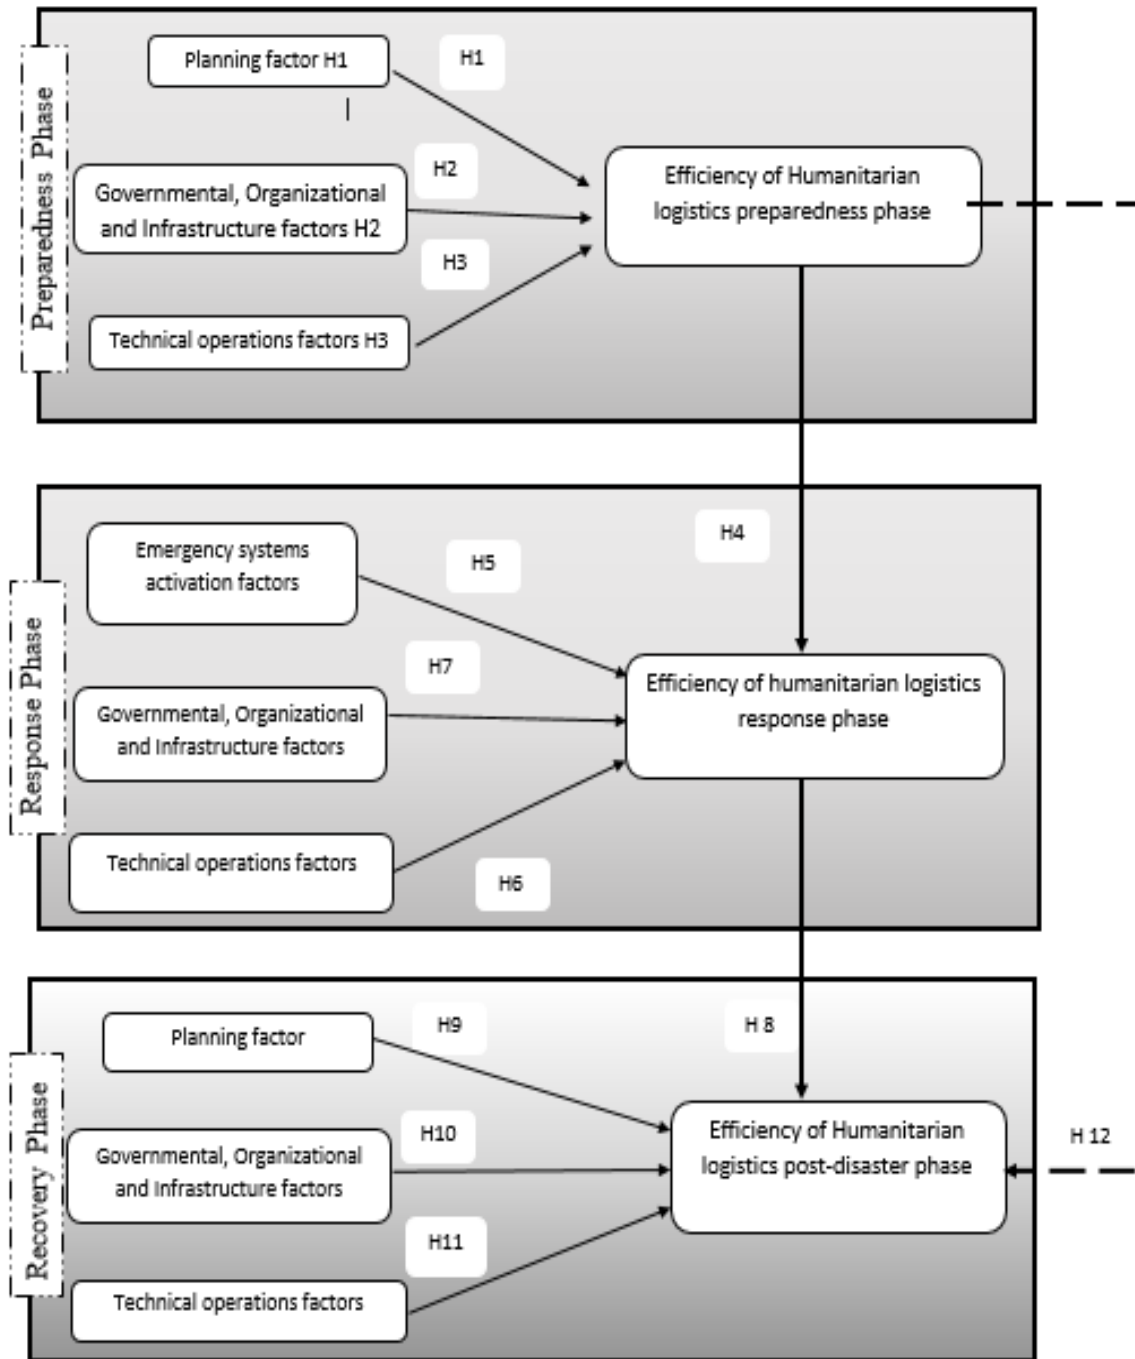 Preparedness Phase
Planning factor H1
H1
Governmental, Organizational
and Infrastructure factors H2
H2
Technical operations factors H3
H3
Efficiency of Humanitarian
logistics preparedness phase
H4
Response Phase
Emergency systems
activation factors
H5
Governmental, Organizational
and Infrastructure factors
H7
Technical operations factors
H6
Efficiency of humanitarian logistics
response phase
H 8
Recovery Phase
Planning factor
H9
Governmental, Organizational
and Infrastructure factors
H10
Technical operations factors
H11
Efficiency of Humanitarian
logistics post-disaster phase
H 12